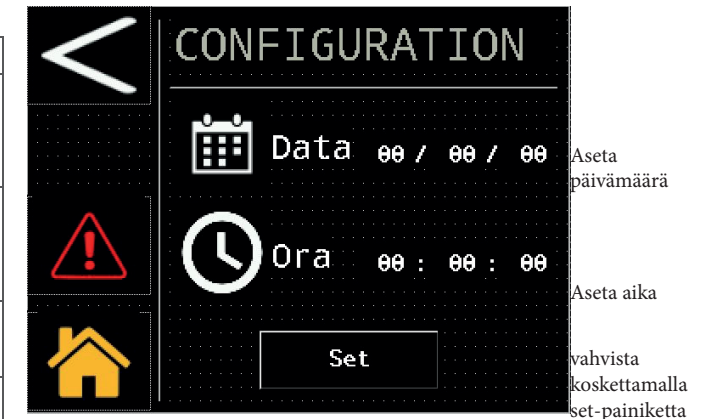 CONFIGURATION
Data 00 / 00 / 00
Aseta
päivämäärä
Ora 00 : 00 : 00
Aseta aika
Set
vahvista
koskettamalla
set-painiketta